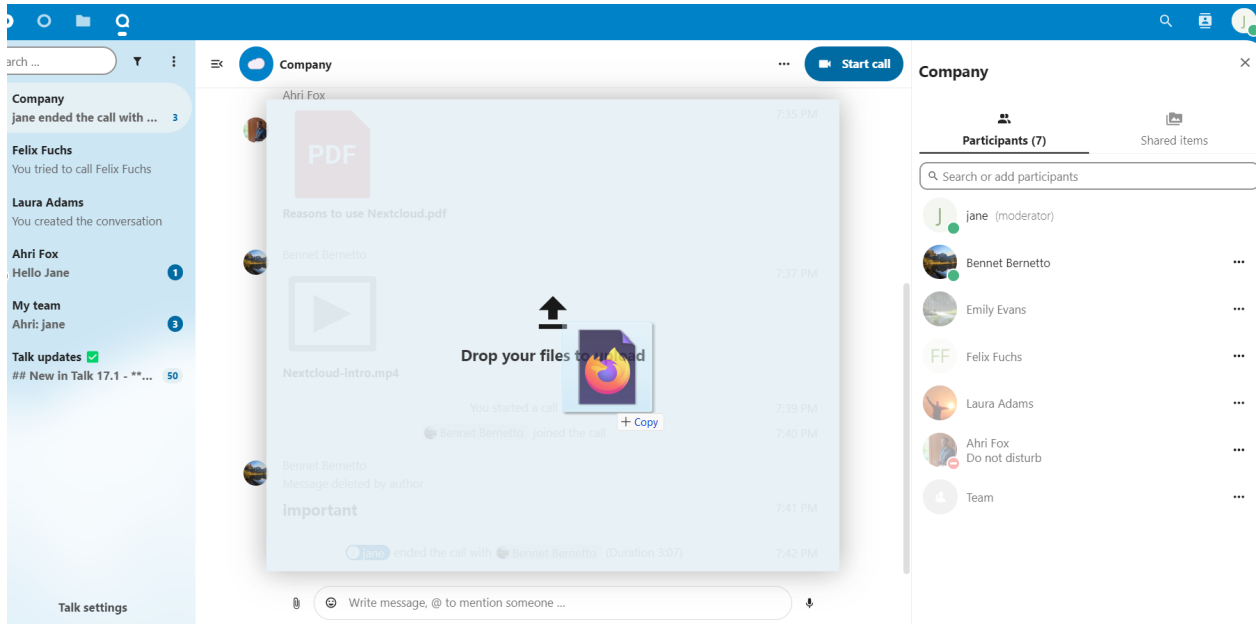 arch ...
Company
jane ended the call with ... 3
Felix Fuchs
You tried to call Felix Fuchs
Laura Adams
You created the conversation
Ahri Fox
Hello Jane 1
My team
Ahri: jane 3
Talk updates ✅
## New in Talk 17.1 - **... 50
Talk settings
Company
Start call
Ahri Fox
7:35 PM
PDF
Reasons to use Nextcloud.pdf
Bennet Bernetto
7:37 PM
Nextcloud-intro.mp4
Drop your files to upload
+ Copy
You started a call 7:39 PM
Bennet Bernetto joined the call 7:40 PM
Bennet Bernetto
Message deleted by author
important 7:41 PM
J jane ended the call with Bennet Bernetto (Duration 3:07) 7:42 PM
Write message, @ to mention someone ...
J
Company
Participants (7)
Shared items
Search or add participants
J jane (moderator)
Bennet Bernetto
Emily Evans
FF Felix Fuchs
Laura Adams
Ahri Fox
Do not disturb
Team